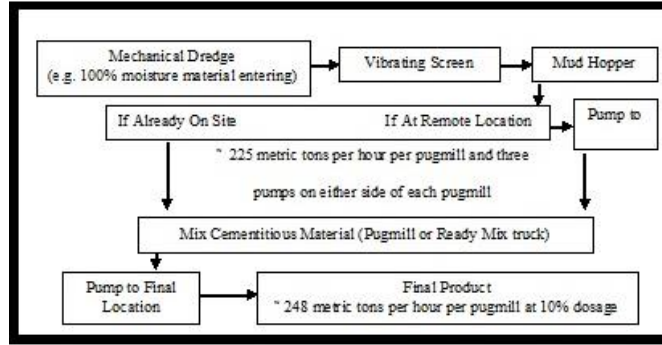 Mechanical Dredge
(e.g. 100% moisture material entering)
Vibrating Screen
Mud Hopper
If Already On Site
If At Remote Location
Pump to
~ 225 metric tons per hour per pugmill and three
pumps on either side of each pugmill
Mix Cementitious Material (Pugmill or Ready Mix truck)
Pump to Final
Location
Final Product
~ 248 metric tons per hour per pugmill at 10% dosage